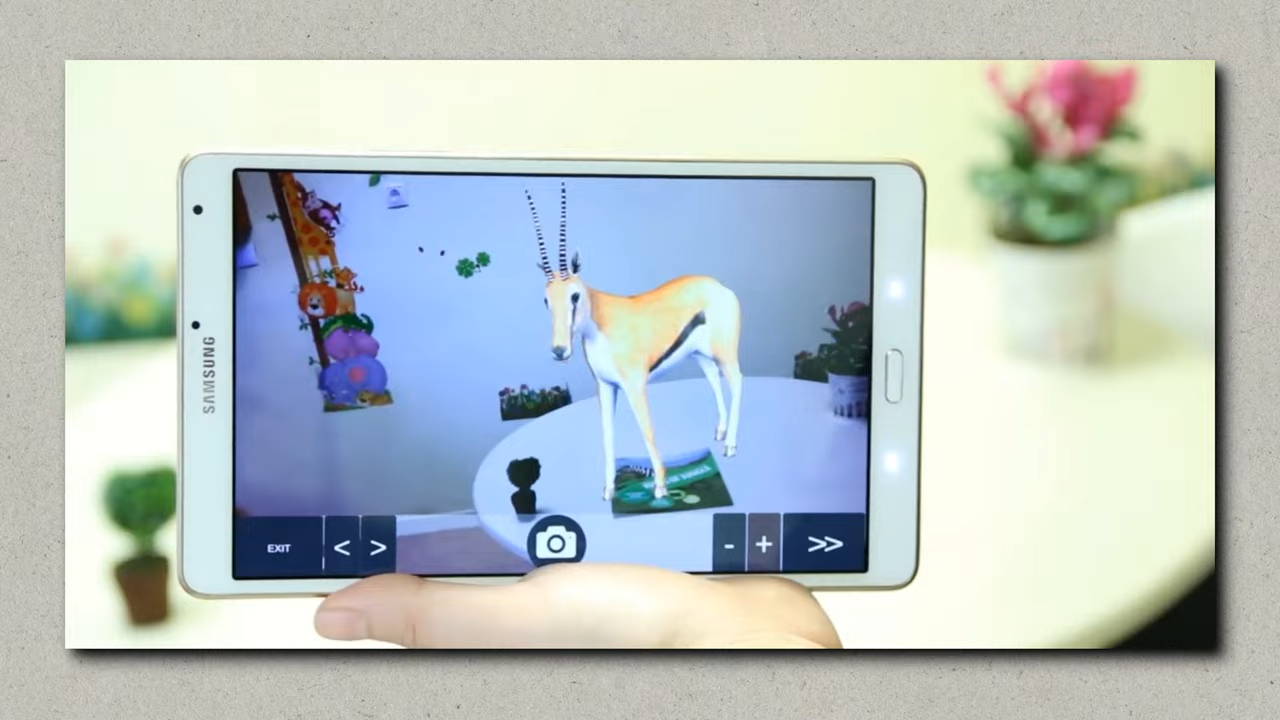 SAMSUNG
EXIT
<
>
-
+
>>